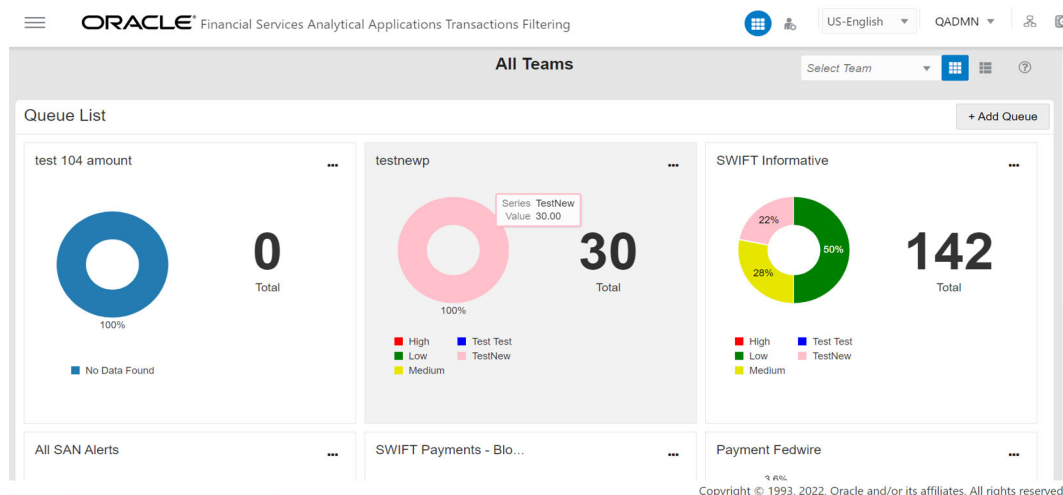 ORACLE® Financial Services Analytical Applications Transactions Filtering
US-English
QADMN
All Teams
Select Team
Queue List
+ Add Queue
test 104 amount
...
0
Total
100%
No Data Found
testnewp
...
Series TestNew
Value 30.00
30
Total
100%
High Test Test
Low TestNew
Medium
SWIFT Informative
...
22%
50%
28%
142
Total
High Test Test
Low TestNew
Medium
All SAN Alerts
...
SWIFT Payments - Blo...
...
Payment Fedwire
...
3.6%
Copyright © 1993, 2022, Oracle and/or its affiliates. All rights reserved